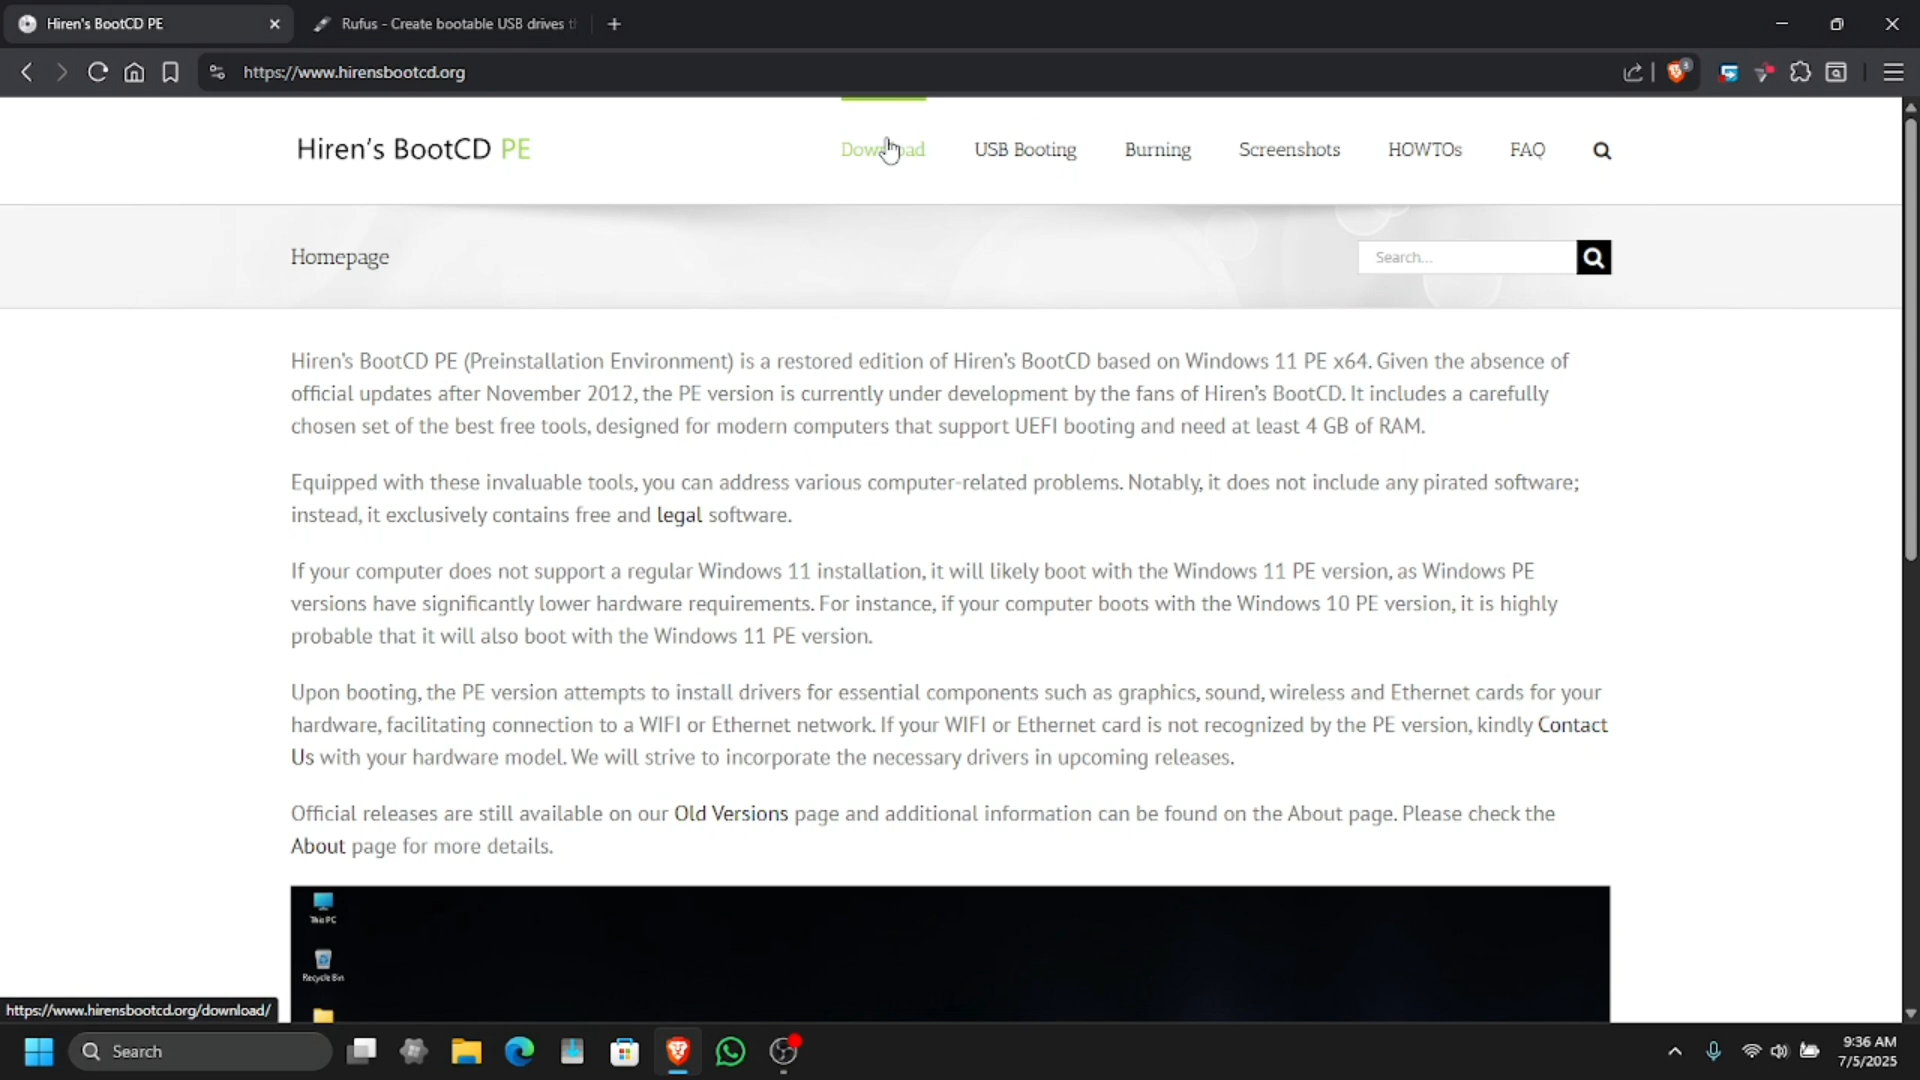 Hiren's BootCD PE
Rufus - Create bootable USB drives th
https://www.hirensbootcd.org
Hiren's BootCD PE
Download
USB Booting
Burning
Screenshots
HOWTOs
FAQ
Homepage
Search...
Hiren's BootCD PE (Preinstallation Environment) is a restored edition of Hiren's BootCD based on Windows 11 PE x64. Given the absence of
official updates after November 2012, the PE version is currently under development by the fans of Hiren's BootCD. It includes a carefully
chosen set of the best free tools, designed for modern computers that support UEFI booting and need at least 4 GB of RAM.
Equipped with these invaluable tools, you can address various computer-related problems. Notably, it does not include any pirated software;
instead, it exclusively contains free and legal software.
If your computer does not support a regular Windows 11 installation, it will likely boot with the Windows 11 PE version, as Windows PE
versions have significantly lower hardware requirements. For instance, if your computer boots with the Windows 10 PE version, it is highly
probable that it will also boot with the Windows 11 PE version.
Upon booting, the PE version attempts to install drivers for essential components such as graphics, sound, wireless and Ethernet cards for your
hardware, facilitating connection to a WIFI or Ethernet network. If your WIFI or Ethernet card is not recognized by the PE version, kindly Contact
Us with your hardware model. We will strive to incorporate the necessary drivers in upcoming releases.
Official releases are still available on our Old Versions page and additional information can be found on the About page. Please check the
About page for more details.
This PC
Recycle Bin
https://www.hirensbootcd.org/download/
Search
9:36 AM
7/5/2025